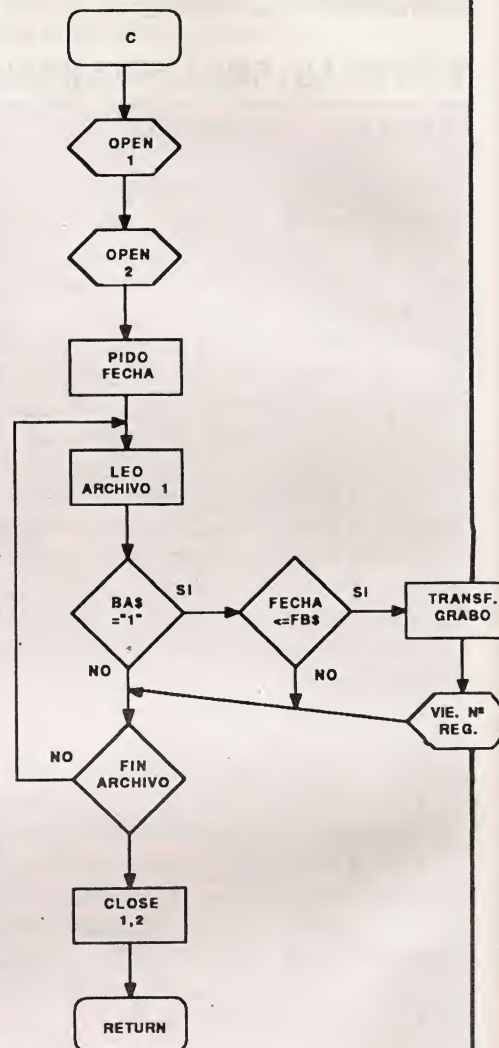 C
OPEN
1
OPEN
2
PIDO
FECHA
LEO
ARCHIVO 1
BA$
="1"
SI
FECHA
<=FB$
SI
TRANSF.
GRABO
NO
NO
VIE. Nº
REG.
NO
FIN
ARCHIVO
CLOSE
1,2
RETURN